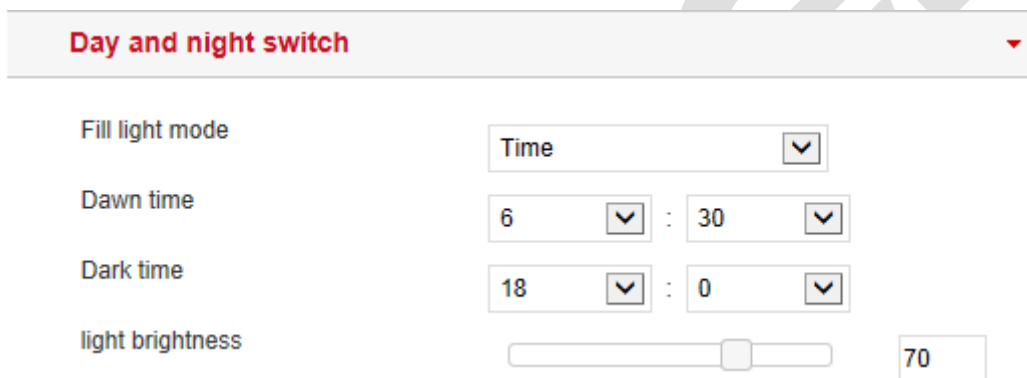 Day and night switch
Fill light mode Time
Dawn time 6 : 30
Dark time 18 : 0
light brightness 70